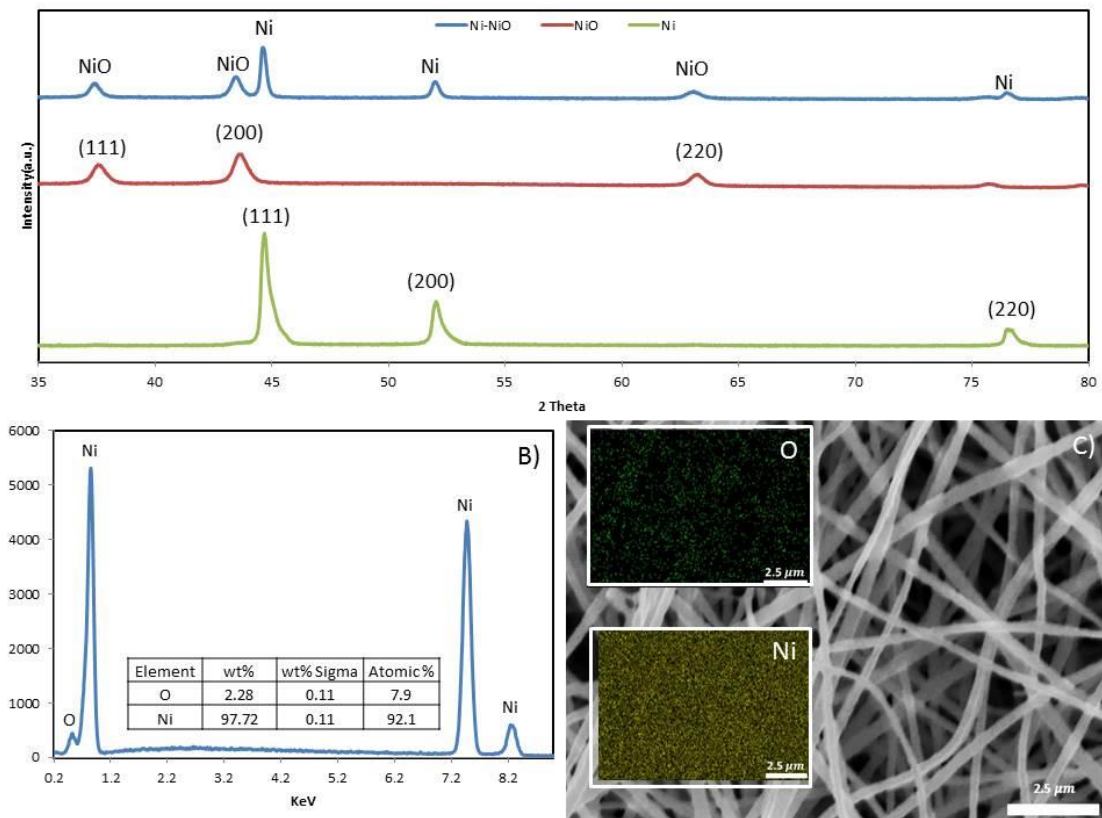 Ni-NiO NiO Ni
NiO NiO Ni Ni NiO Ni
(111) (200) (220)
(111) (200) (220)
Intensity(a.u.)
35 40 45 50 55 60 65 70 75 80
2 Theta
B)
6000
5000
4000
3000
2000
1000
0
Ni
Ni
Ni
O
Element wt% wt% Sigma Atomic %
O 2.28 0.11 7.9
Ni 97.72 0.11 92.1
0.2 1.2 2.2 3.2 4.2 5.2 6.2 7.2 8.2
KeV
C)
O
2.5 μm
Ni
2.5 μm
2.5 μm